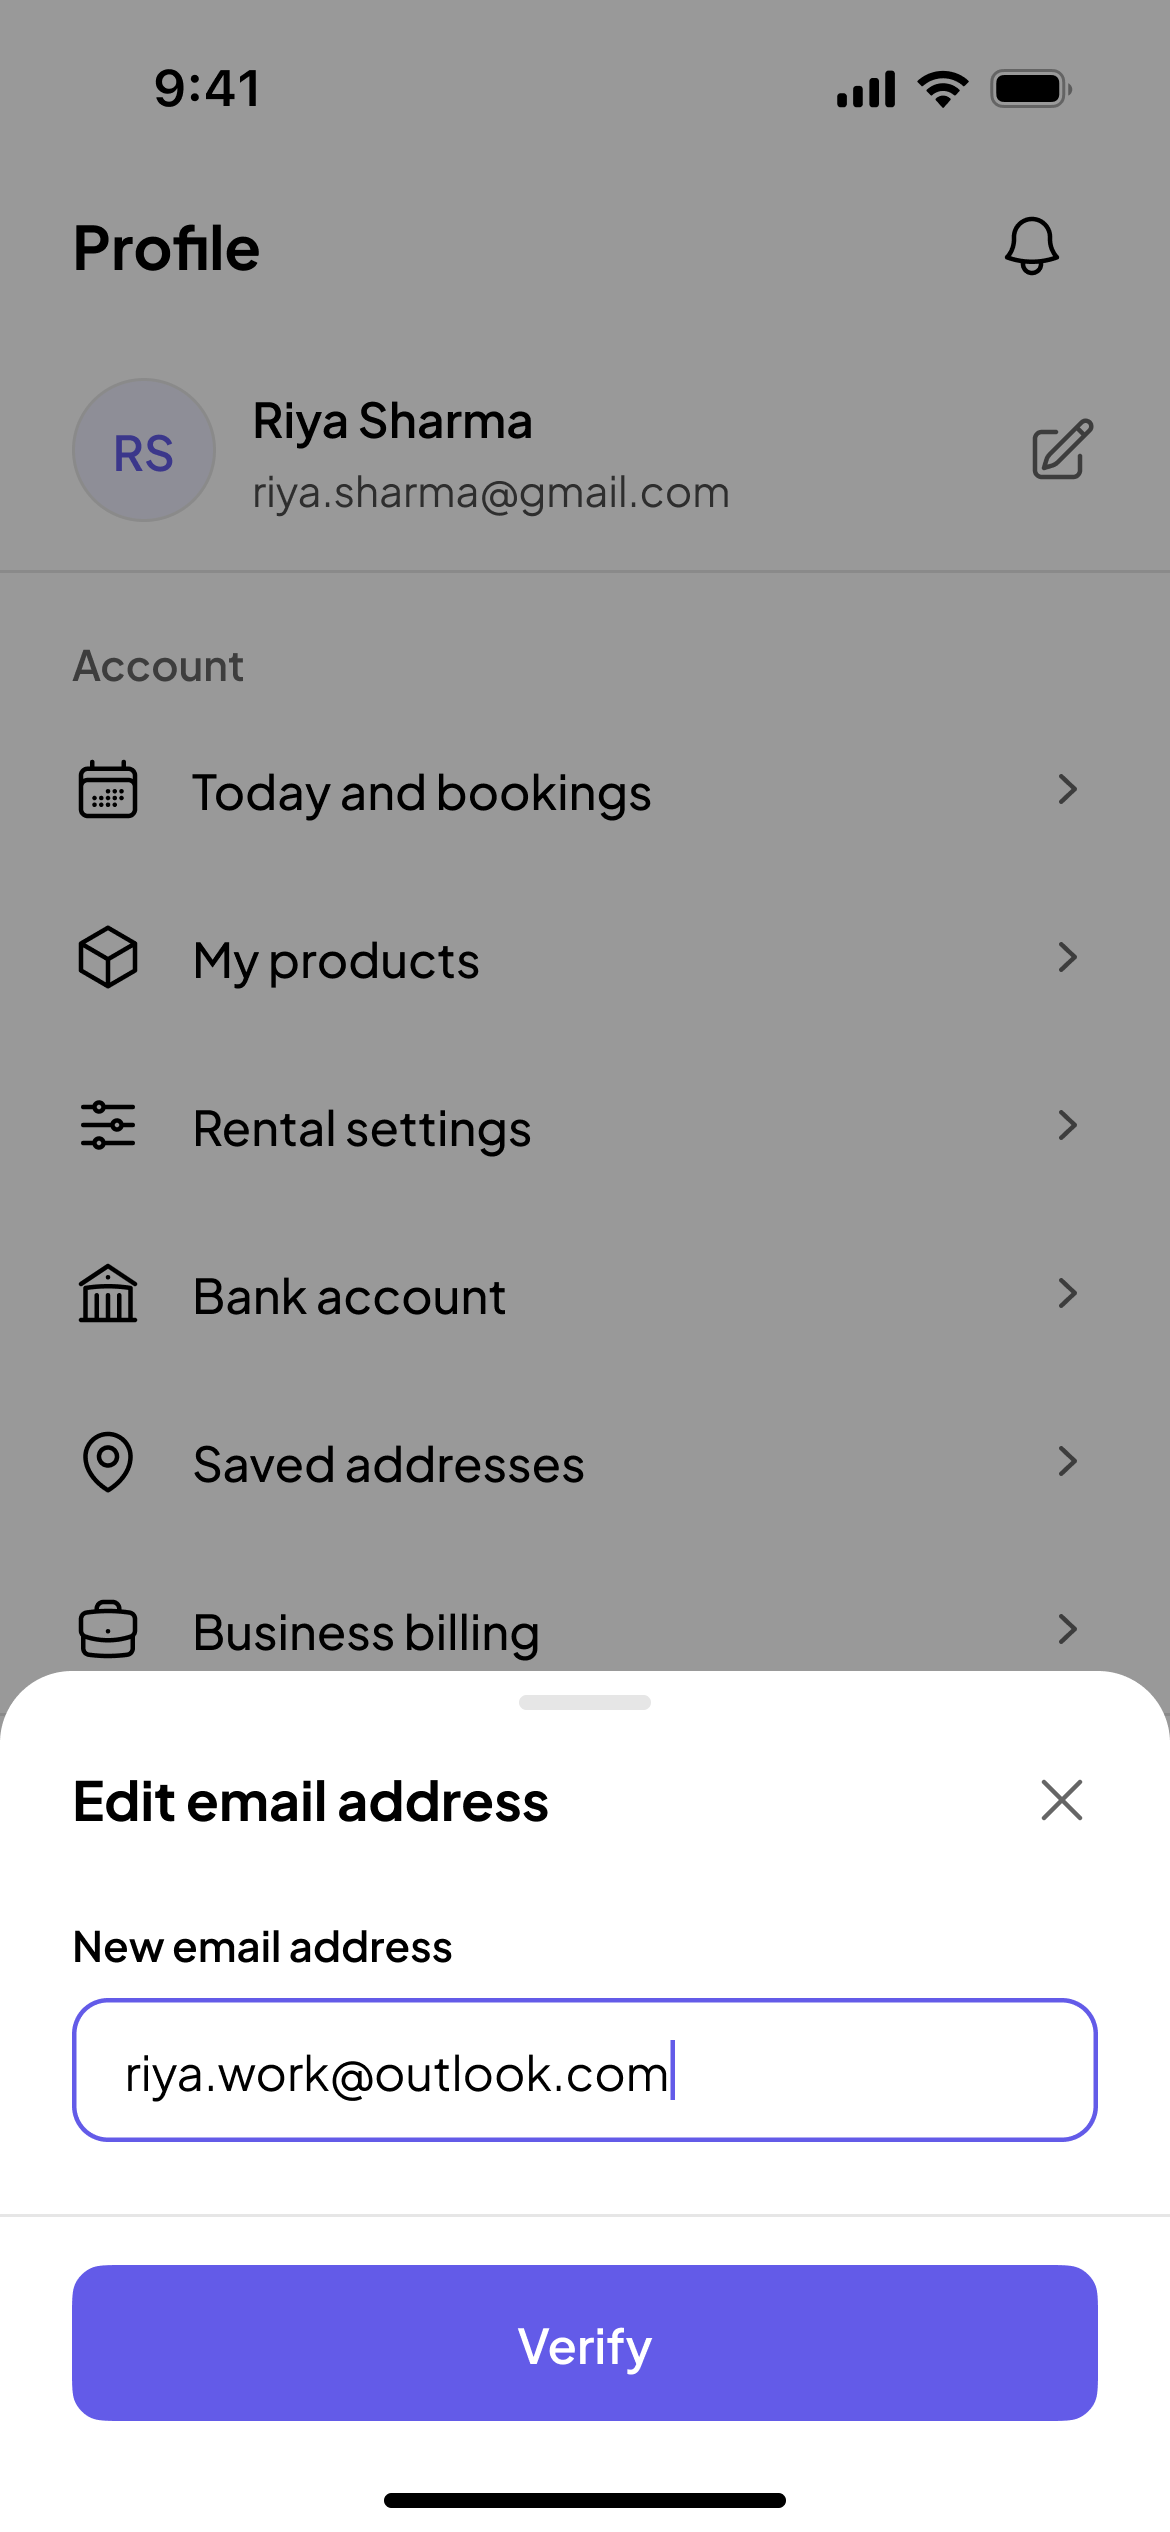 9:41
Profile
RS
Riya Sharma
riya.sharma@gmail.com
Account
Today and bookings
My products
Rental settings
Bank account
Saved addresses
Business billing
Edit email address
New email address
riya.work@outlook.com
Verify